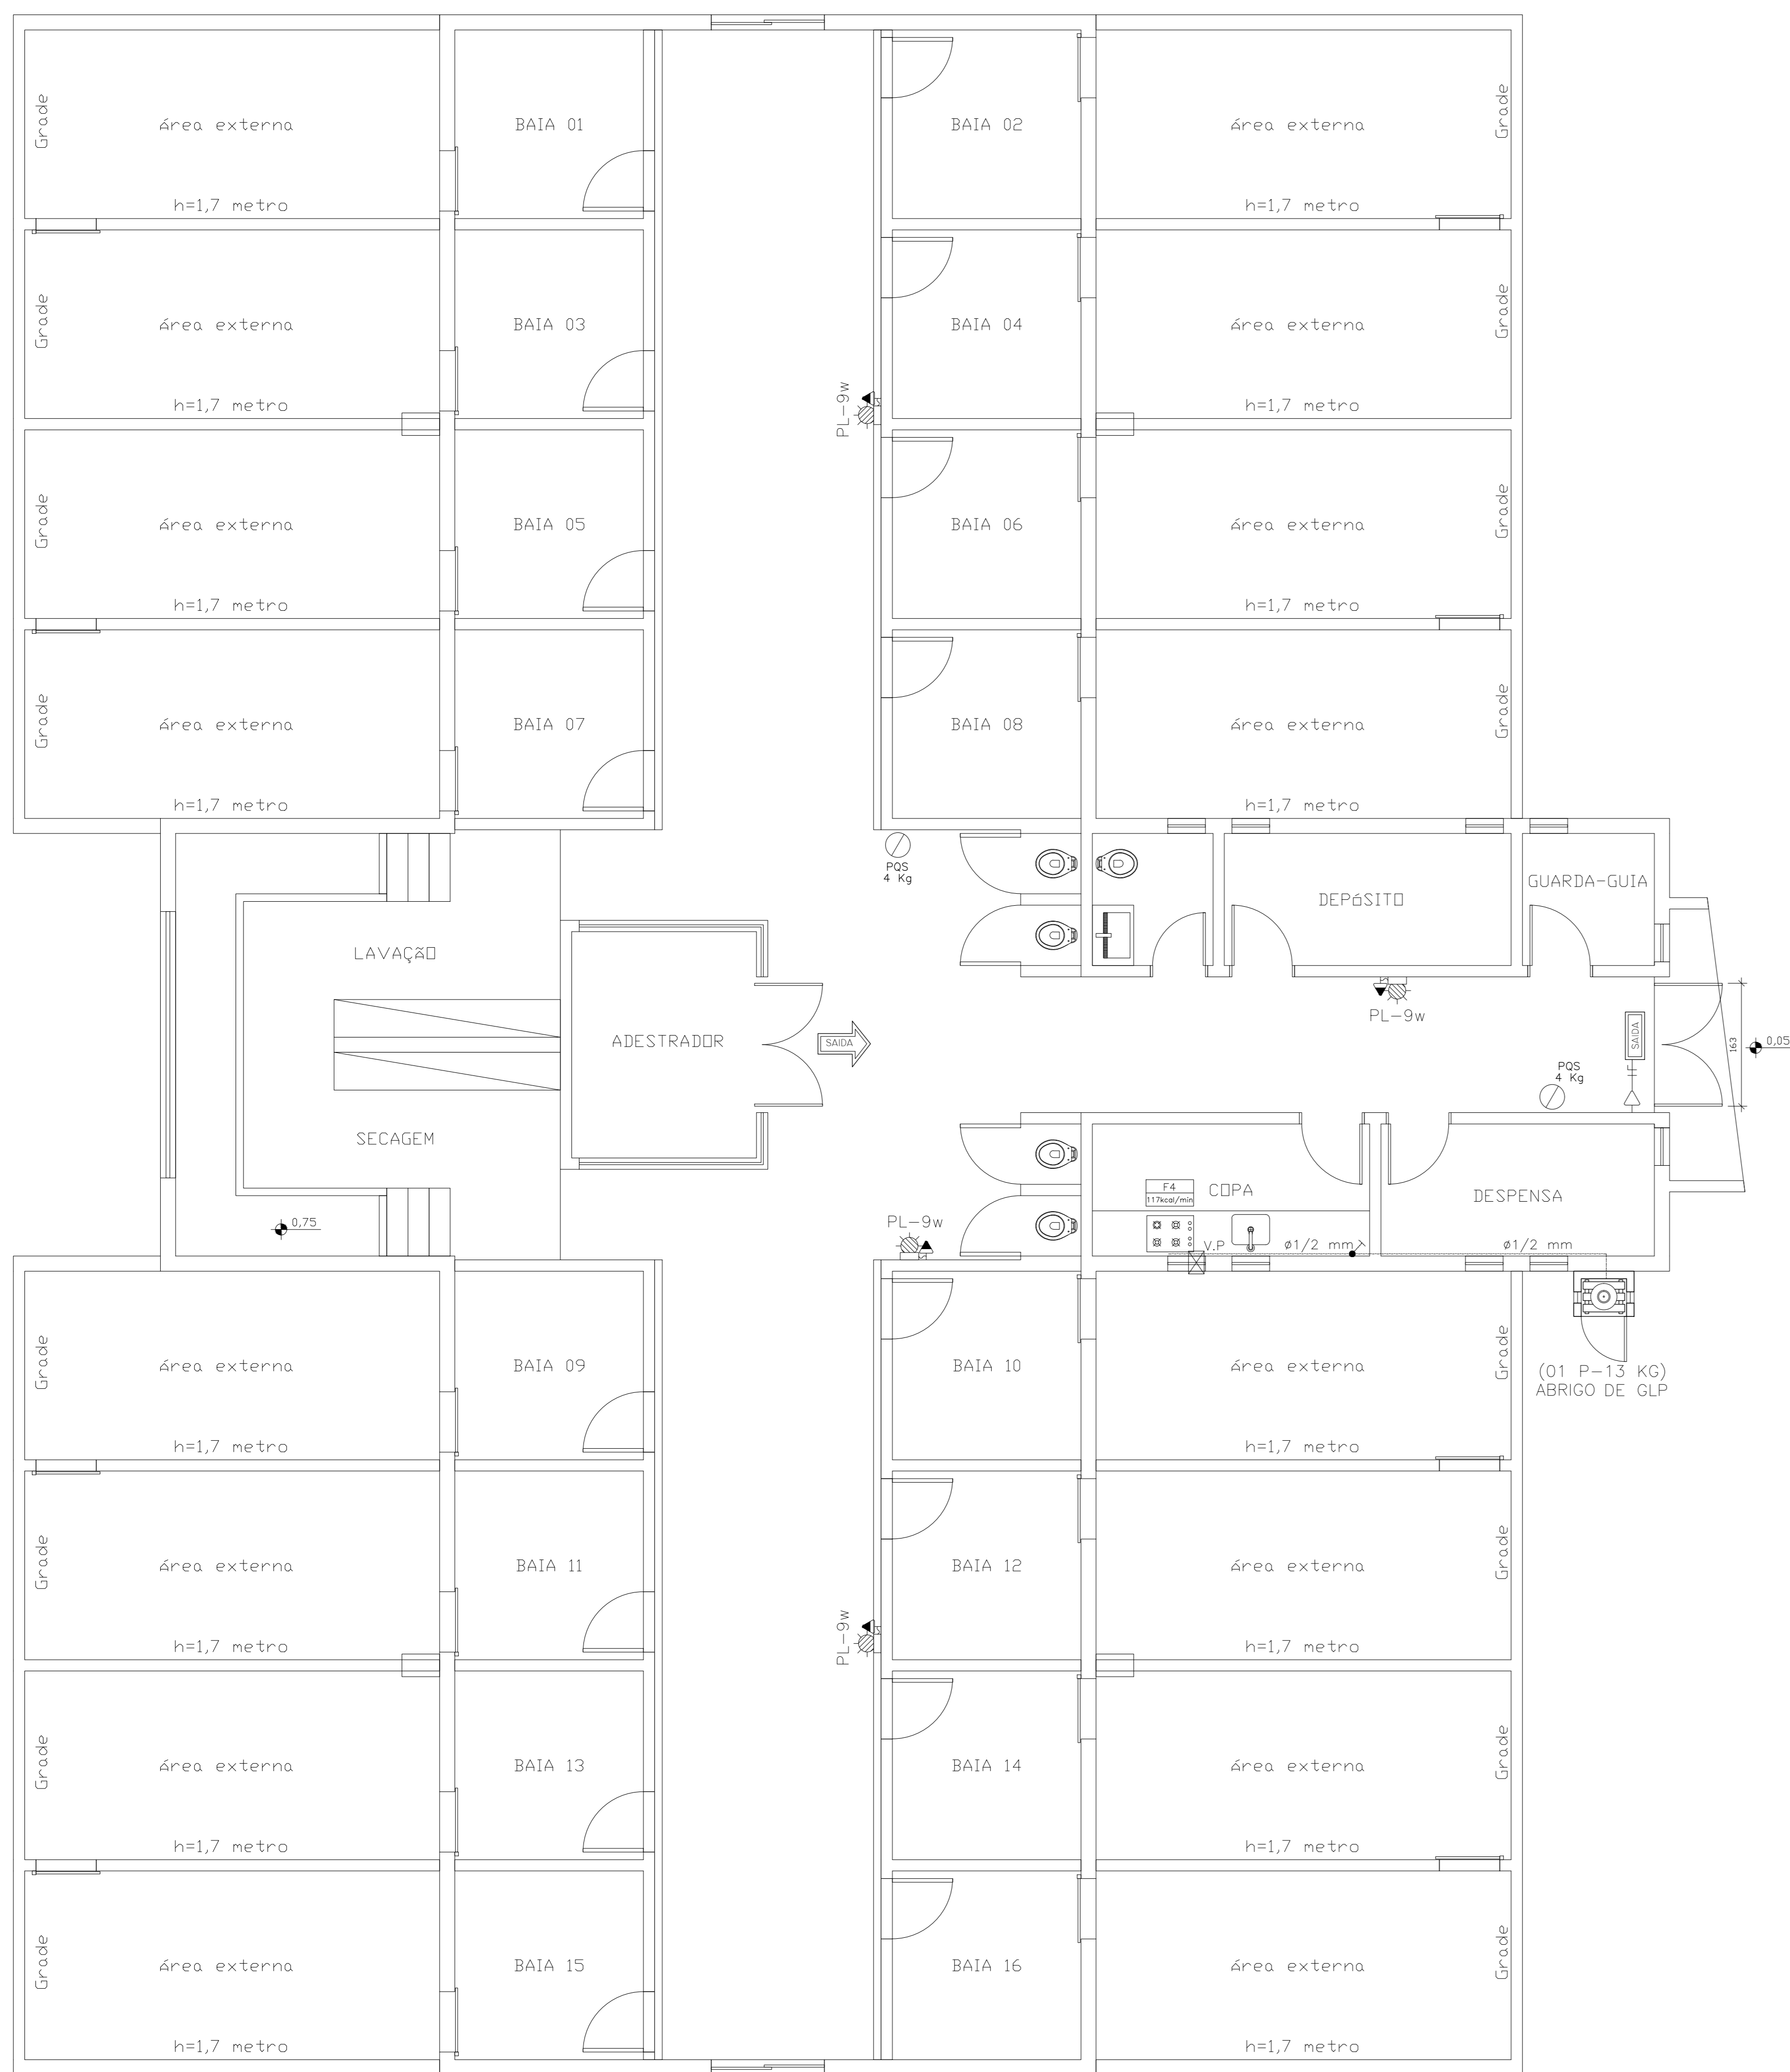 Grade
área externa
BAIA 01
BAIA 02
área externa
Grade
h=1,7 metro
h=1,7 metro
Grade
área externa
BAIA 03
BAIA 04
área externa
Grade
PL-9w
h=1,7 metro
h=1,7 metro
Grade
área externa
BAIA 05
BAIA 06
área externa
Grade
h=1,7 metro
h=1,7 metro
Grade
área externa
BAIA 07
BAIA 08
área externa
Grade
h=1,7 metro
h=1,7 metro
PQS
4 Kg
GUARDA-GUIA
DEPóSITO
LAVAÇÃO
PL-9w
ADESTRADOR
SAIDA
SAIDA
163
0,05
PQS
4 Kg
IF
SECAGEM
F4
117kcal/min
COPA
DESPENSA
0,75
PL-9w
V.P
ø1/2 mm
ø1/2 mm
Grade
área externa
BAIA 09
BAIA 10
área externa
Grade
(01 P-13 KG)
ABRIGO DE GLP
h=1,7 metro
h=1,7 metro
Grade
área externa
BAIA 11
BAIA 12
área externa
Grade
PL-9w
h=1,7 metro
h=1,7 metro
Grade
área externa
BAIA 13
BAIA 14
área externa
Grade
h=1,7 metro
h=1,7 metro
Grade
área externa
BAIA 15
BAIA 16
área externa
Grade
h=1,7 metro
h=1,7 metro